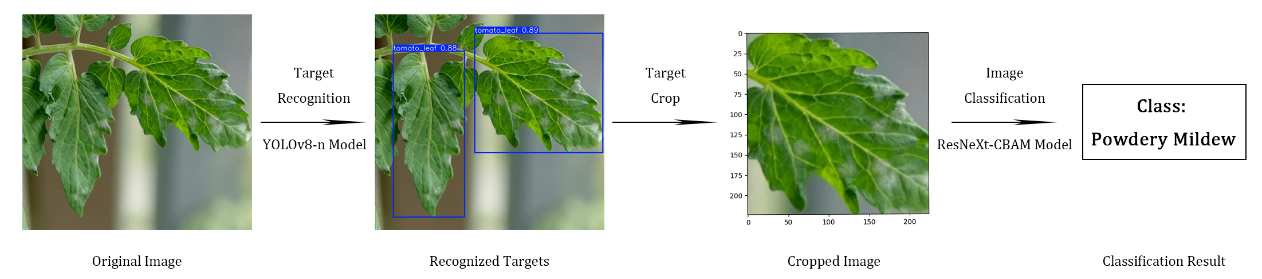 tomato_leaf 0.88
tomato_leaf 0.89
Target
Recognition
YOLOv8-n Model
Target
Crop
0
25
50
75
100
125
150
175
200
0 50 100 150 200
Image
Classification
ResNeXt-CBAM Model
Class:
Powdery Mildew
Original Image
Recognized Targets
Cropped Image
Classification Result